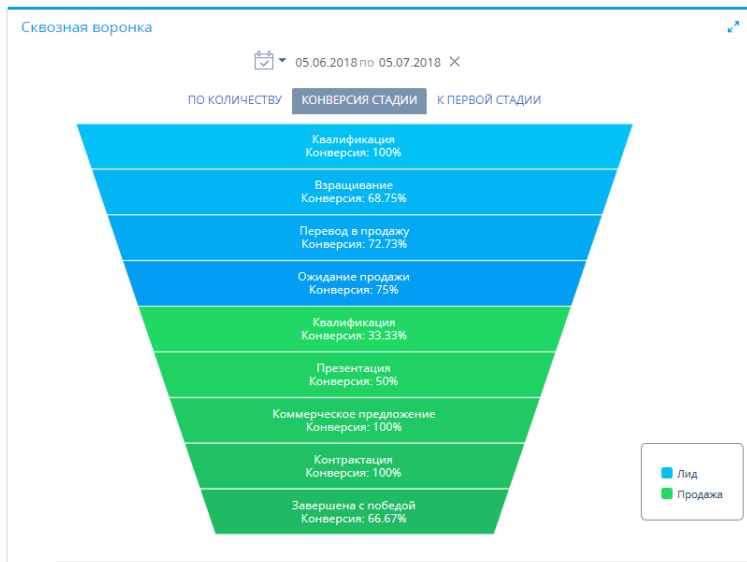 Сквозная воронка
05.06.2018 по 05.07.2018
ПО КОЛИЧЕСТВУ КОНВЕРСИЯ СТАДИИ К ПЕРВОЙ СТАДИИ
Квалификация
Конверсия: 100%
Взращивание
Конверсия: 68.75%
Перевод в продажу
Конверсия: 72.73%
Ожидание продажи
Конверсия: 75%
Квалификация
Конверсия: 33.33%
Презентация
Конверсия: 50%
Коммерческое предложение
Конверсия: 100%
Контрактация
Конверсия: 100%
Завершена с победой
Конверсия: 66.67%
Лид
Продажа